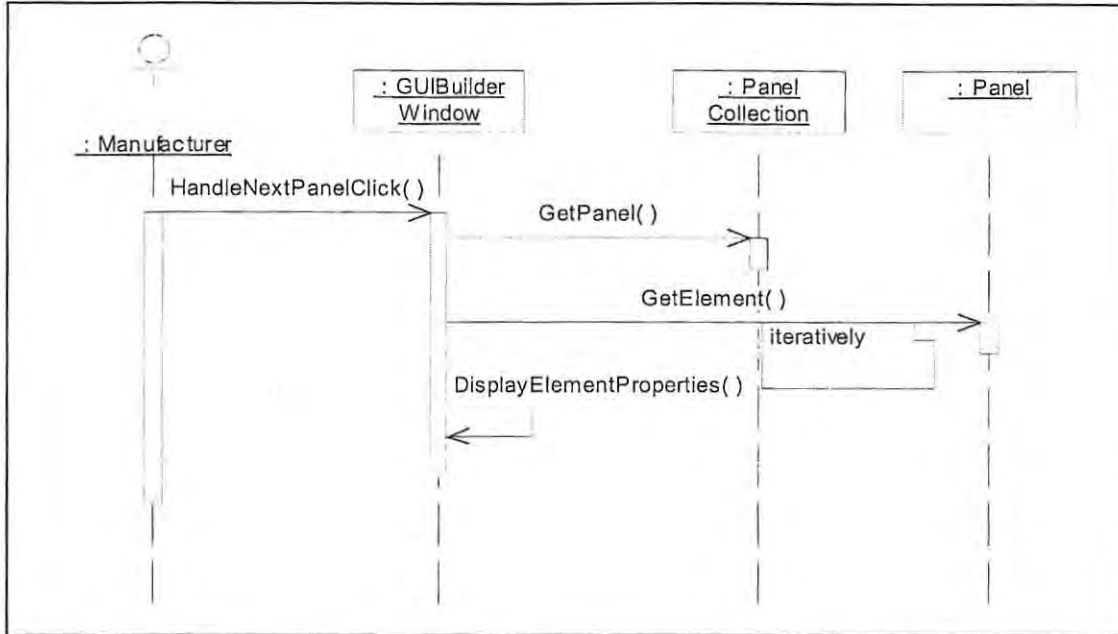 : GUIBuilder
Window
: Panel
Collection
: Panel
: Manufacturer
HandleNextPanelClick( )
GetPanel( )
GetElement( )
iteratively
DisplayElementProperties( )